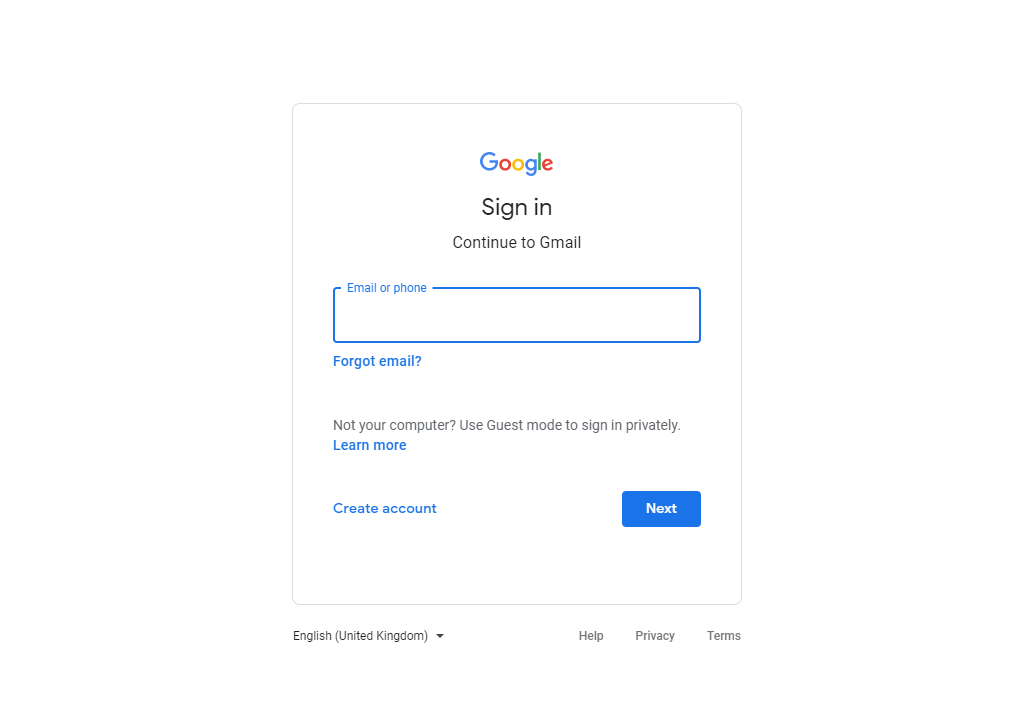 Google
Sign in
Continue to Gmail
Email or phone
Forgot email?
Not your computer? Use Guest mode to sign in privately.
Learn more
Create account
Next
English (United Kingdom)
Help
Privacy
Terms